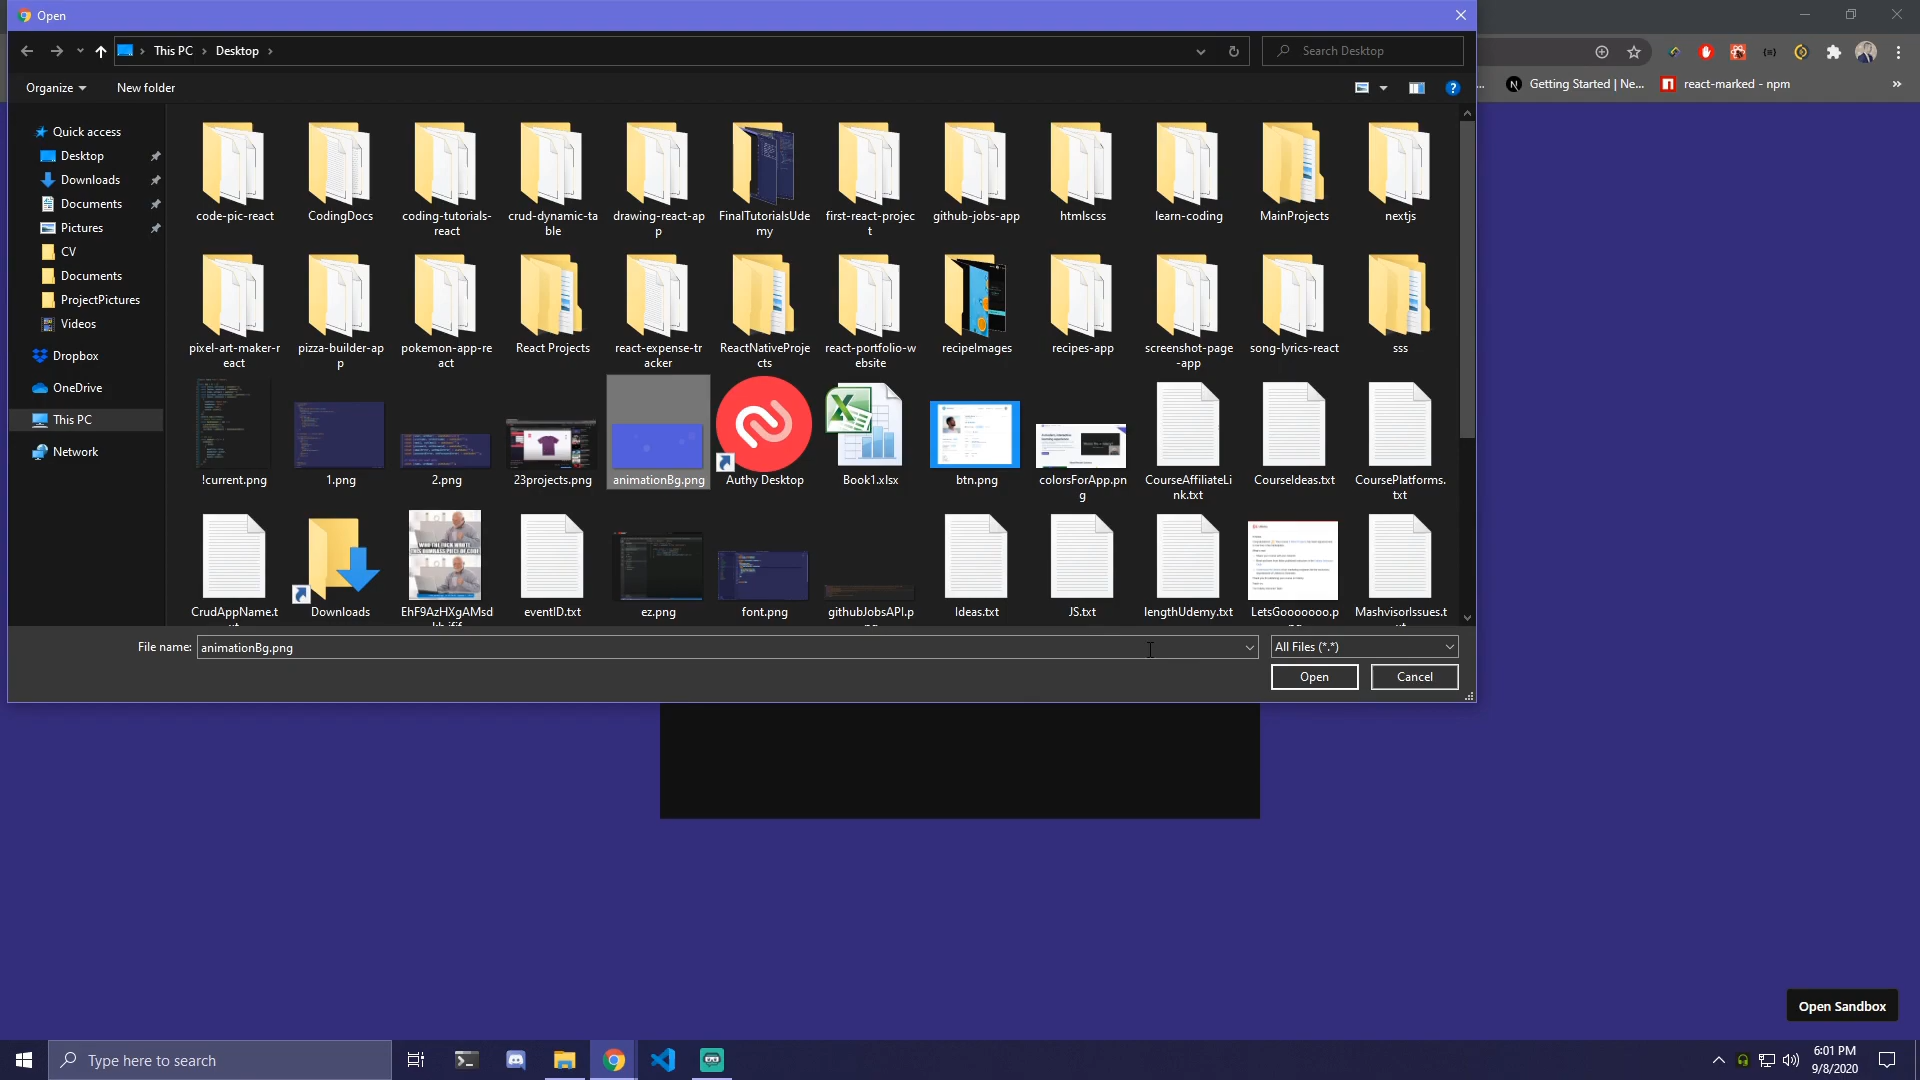 Open
This PC
Desktop
Search Desktop
Getting Started | Ne...
react-marked - npm
Organize
New folder
Quick access
Desktop
Downloads
Documents
Pictures
CV
Documents
ProjectPictures
Videos
Dropbox
OneDrive
This PC
Network
code-pic-react
CodingDocs
coding-tutorials-
react
crud-dynamic-ta
ble
drawing-react-ap
p
FinalTutorialsUde
my
first-react-projec
t
github-jobs-app
htmlscss
learn-coding
MainProjects
nextjs
pixel-art-maker-r
eact
pizza-builder-ap
p
pokemon-app-re
act
React Projects
react-expense-tr
acker
ReactNativeProje
cts
react-portfolio-w
ebsite
recipeImages
recipes-app
screenshot-page
-app
song-lyrics-react
sss
!current.png
1.png
2.png
23projects.png
animationBg.png
Authy Desktop
Book1.xlsx
btn.png
colorsForApp.pn
g
CourseAffiliateLi
nk.txt
CourseIdeas.txt
CoursePlatforms.
txt
CrudAppName.t
Downloads
EhF9AzHXgAMsd
eventID.txt
ez.png
font.png
githubJobsAPI.p
Ideas.txt
JS.txt
lengthUdemy.txt
LetsGooooooo.p
MashvisorIssues.t
File name:
animationBg.png
All Files (*.*)
Open
Cancel
Open Sandbox
Type here to search
6:01 PM
9/8/2020